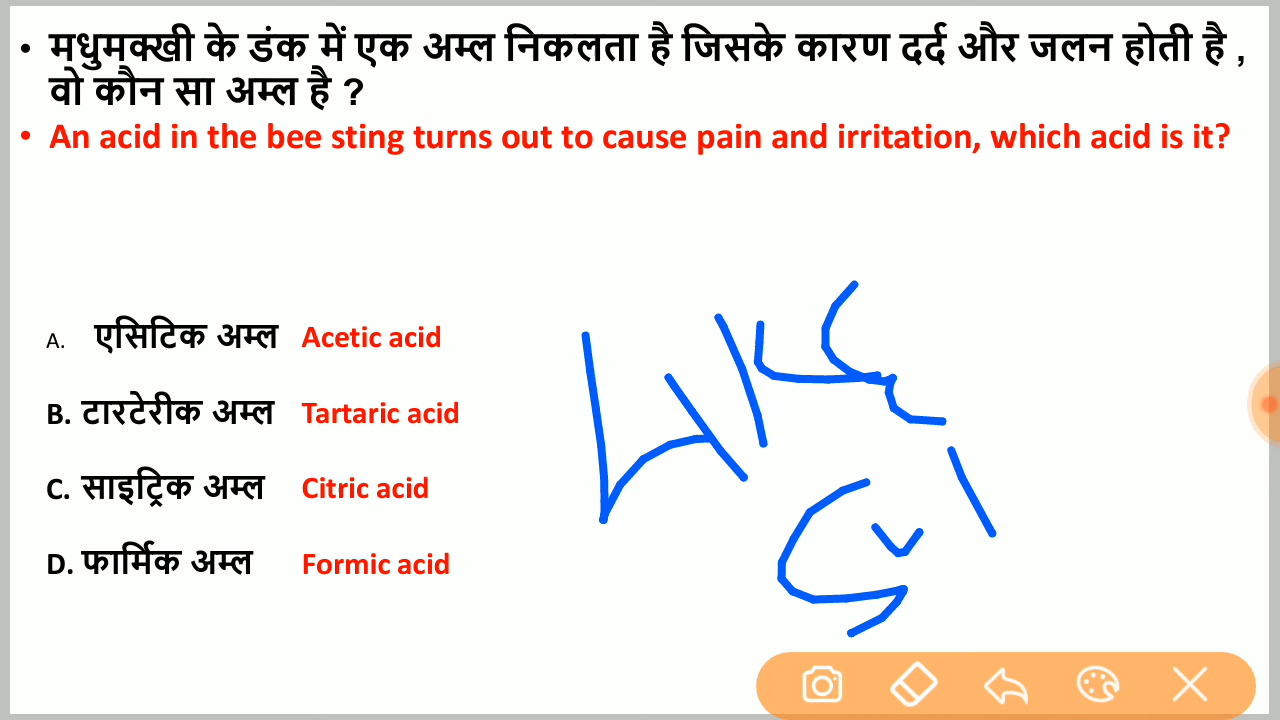 • मधुमक्खी के डंक में एक अम्ल निकलता है जिसके कारण दर्द और जलन होती है ,
वो कौन सा अम्ल है ?
• An acid in the bee sting turns out to cause pain and irritation, which acid is it?
A. एसिटिक अम्ल Acetic acid
B. टारटेरीक अम्ल Tartaric acid
C. साइट्रिक अम्ल Citric acid
D. फार्मिक अम्ल Formic acid